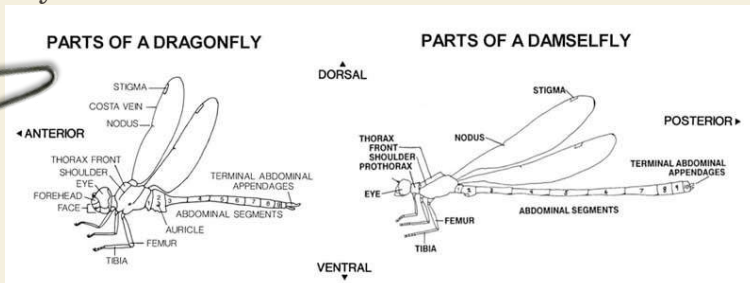 PARTS OF A DRAGONFLY
STIGMA
COSTA VEIN
NODUS
ANTERIOR
THORAX FRONT
SHOULDER
EYE
FOREHEAD
FACE
TERMINAL ABDOMINAL
APPENDAGES
ABDOMINAL SEGMENTS
AURICLE
FEMUR
TIBIA
DORSAL
VENTRAL
PARTS OF A DAMSELFLY
STIGMA
NODUS
POSTERIOR
THORAX
FRONT
SHOULDER
PROTHORAX
EYE
TERMINAL ABDOMINAL
APPENDAGES
ABDOMINAL SEGMENTS
FEMUR
TIBIA